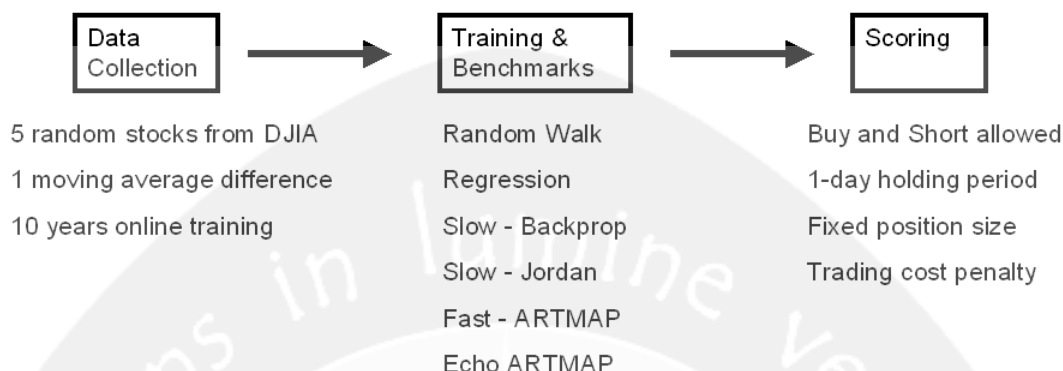 Data
Collection
Training &
Benchmarks
Scoring
5 random stocks from DJIA
1 moving average difference
10 years online training
Random Walk
Regression
Slow - Backprop
Slow - Jordan
Fast - ARTMAP
Echo ARTMAP
Buy and Short allowed
1-day holding period
Fixed position size
Trading cost penalty
in lumine